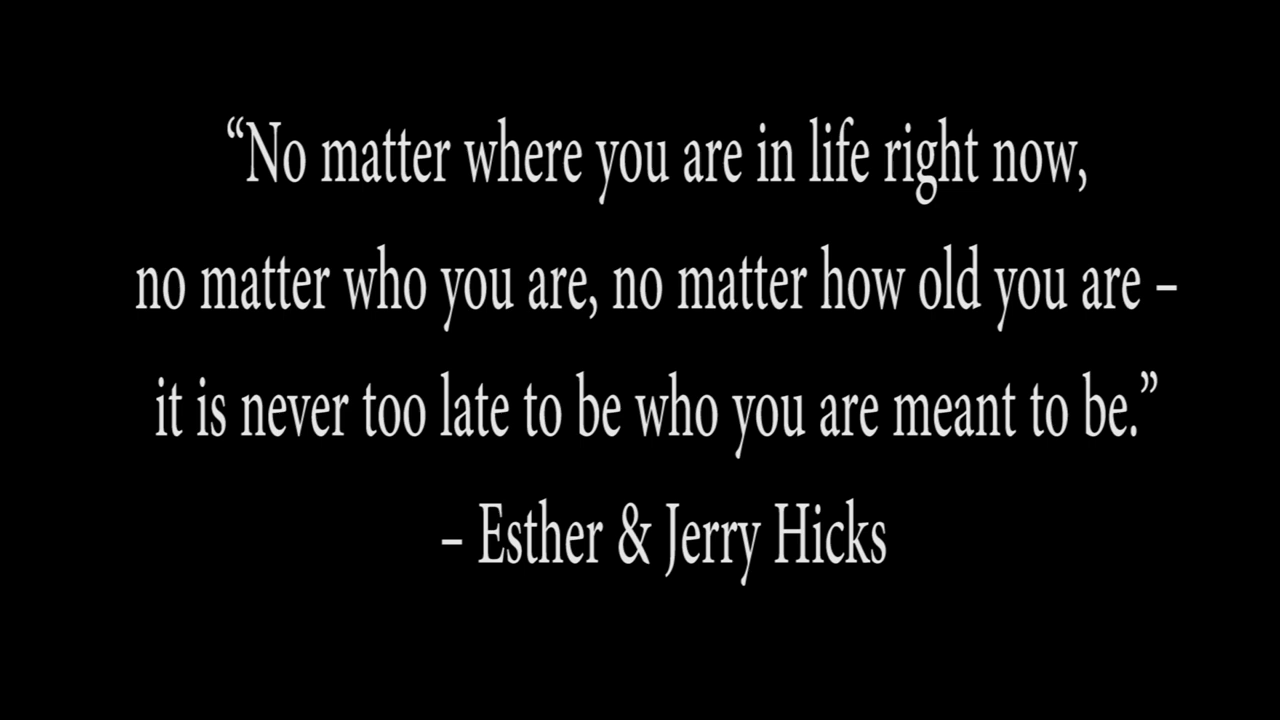 “No matter where you are in life right now,
no matter who you are, no matter how old you are –
it is never too late to be who you are meant to be.”
– Esther & Jerry Hicks